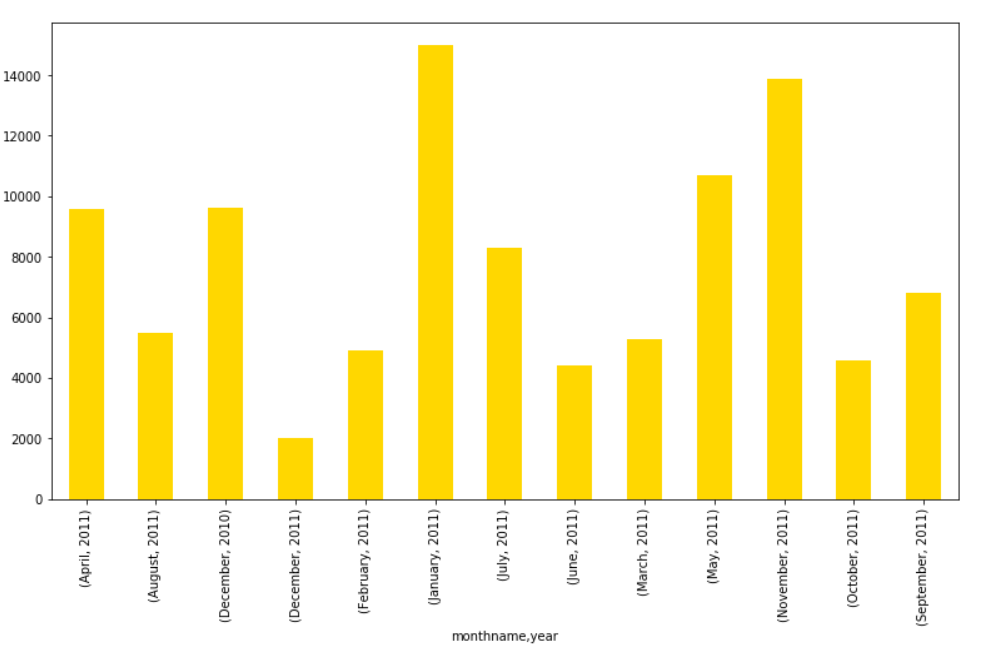 14000
12000
10000
8000
6000
4000
2000
0
(April, 2011)
(August, 2011)
(December, 2010)
(December, 2011)
(February, 2011)
(January, 2011)
(July, 2011)
(June, 2011)
(March, 2011)
(May, 2011)
(November, 2011)
(October, 2011)
(September, 2011)
monthname,year